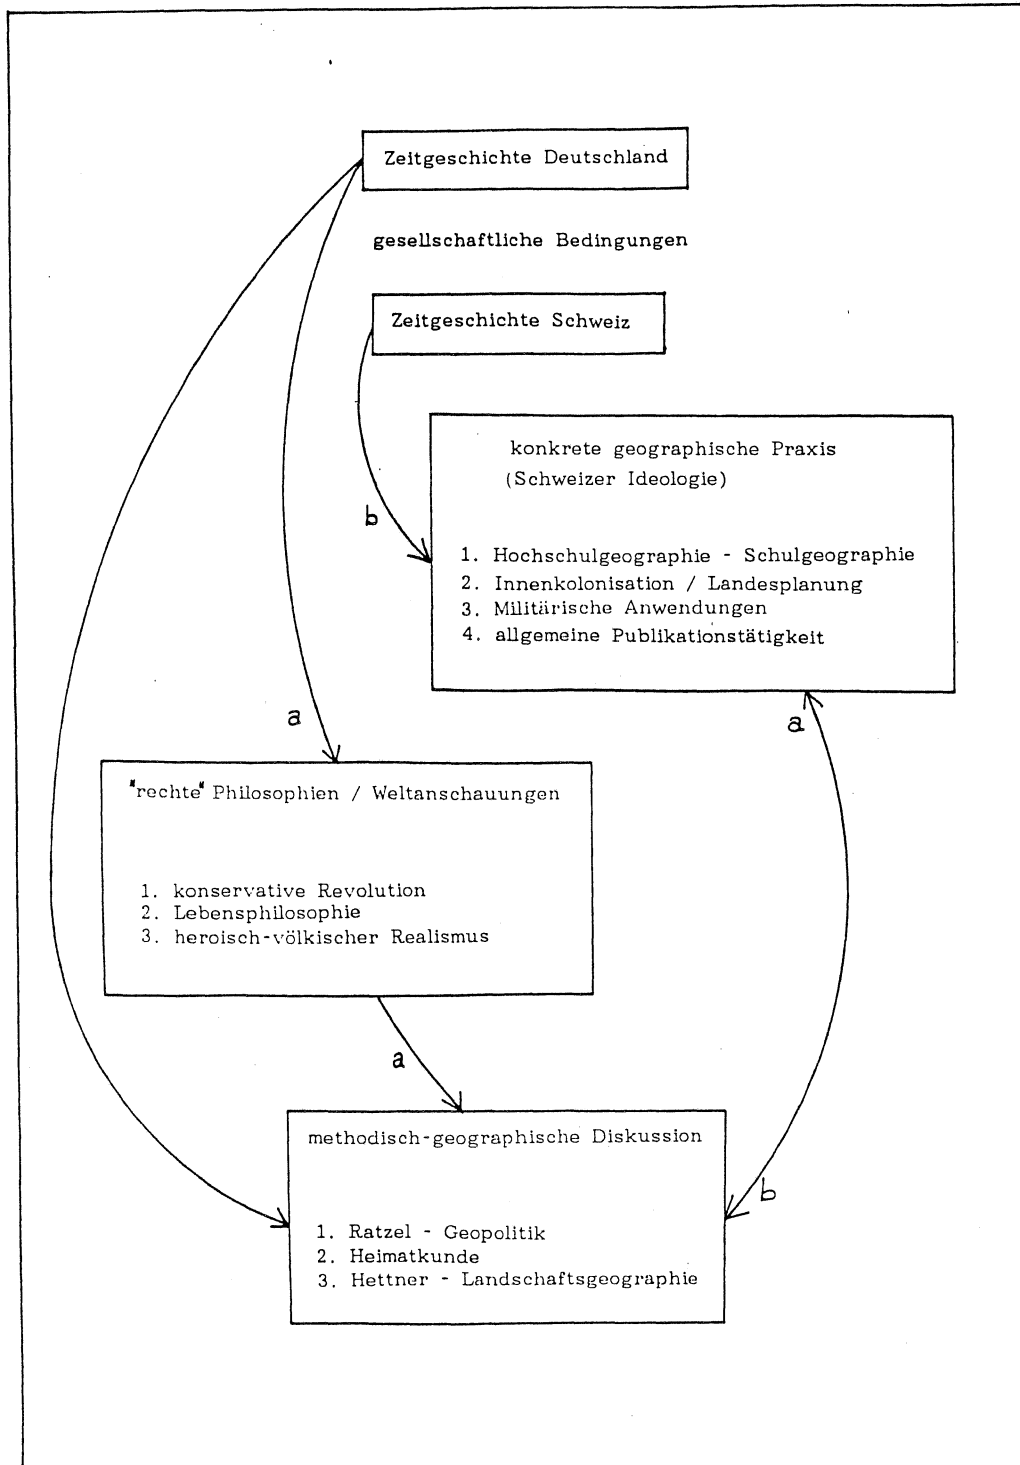 Zeitgeschichte Deutschland
gesellschaftliche Bedingungen
Zeitgeschichte Schweiz
konkrete geographische Praxis
(Schweizer Ideologie)
b
1. Hochschulgeographie - Schulgeographie
2. Innenkolonisation / Landesplanung
3. Militärische Anwendungen
4. allgemeine Publikationstätigkeit
a
a
"rechte" Philosophien / Weltanschauungen
1. konservative Revolution
2. Lebensphilosophie
3. heroisch-völkischer Realismus
a
methodisch-geographische Diskussion
b
1. Ratzel - Geopolitik
2. Heimatkunde
3. Hettner - Landschaftsgeographie